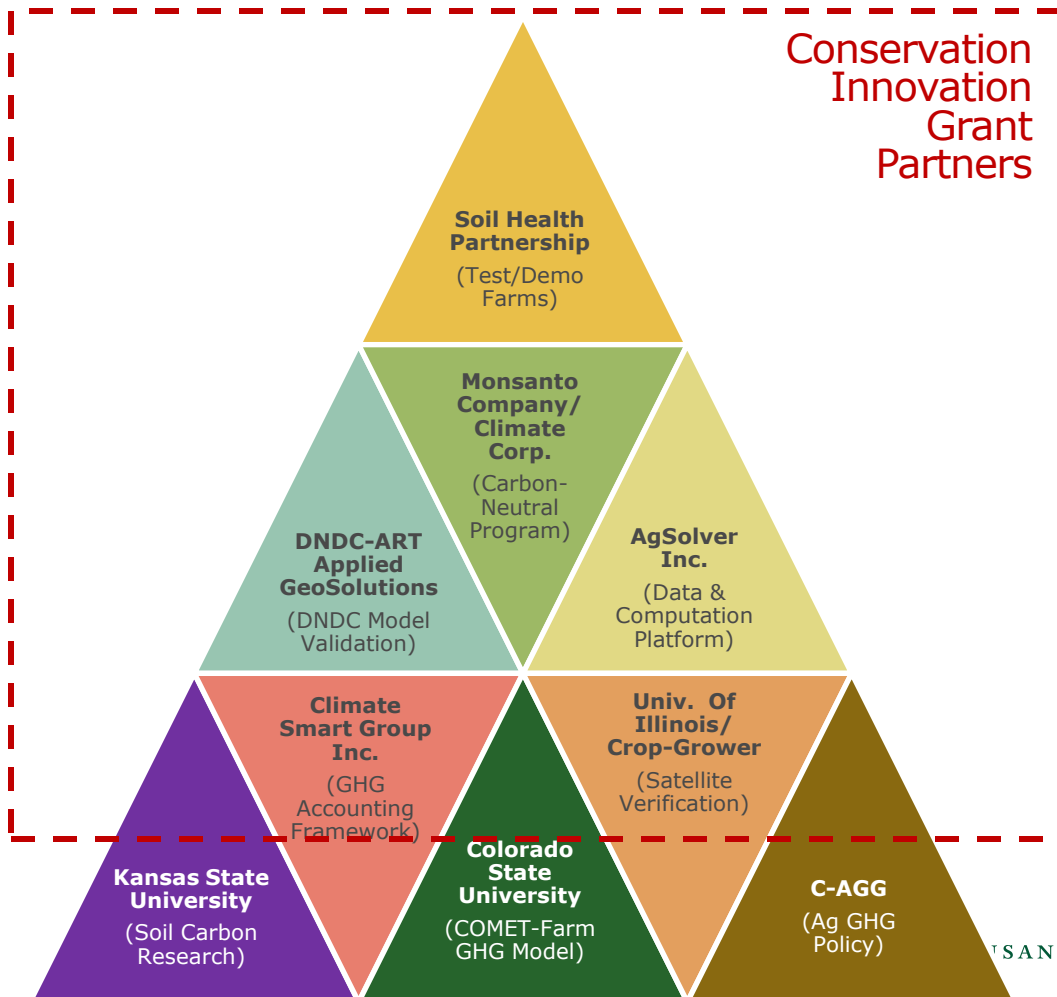 Conservation
Innovation
Grant
Partners
Soil Health
Partnership
(Test/Demo
Farms)
Monsanto
Company/
Climate
Corp.
(Carbon-
Neutral
Program)
DNDC-ART
Applied
GeoSolutions
(DNDC Model
Validation)
AgSolver
Inc.
(Data &
Computation
Platform)
Climate
Smart Group
Inc.
(GHG
Accounting
Framework)
Univ. Of
Illinois/
Crop-Grower
(Satellite
Verification)
Kansas State
University
(Soil Carbon
Research)
Colorado
State
University
(COMET-Farm
GHG Model)
C-AGG
(Ag GHG
Policy)
USAN